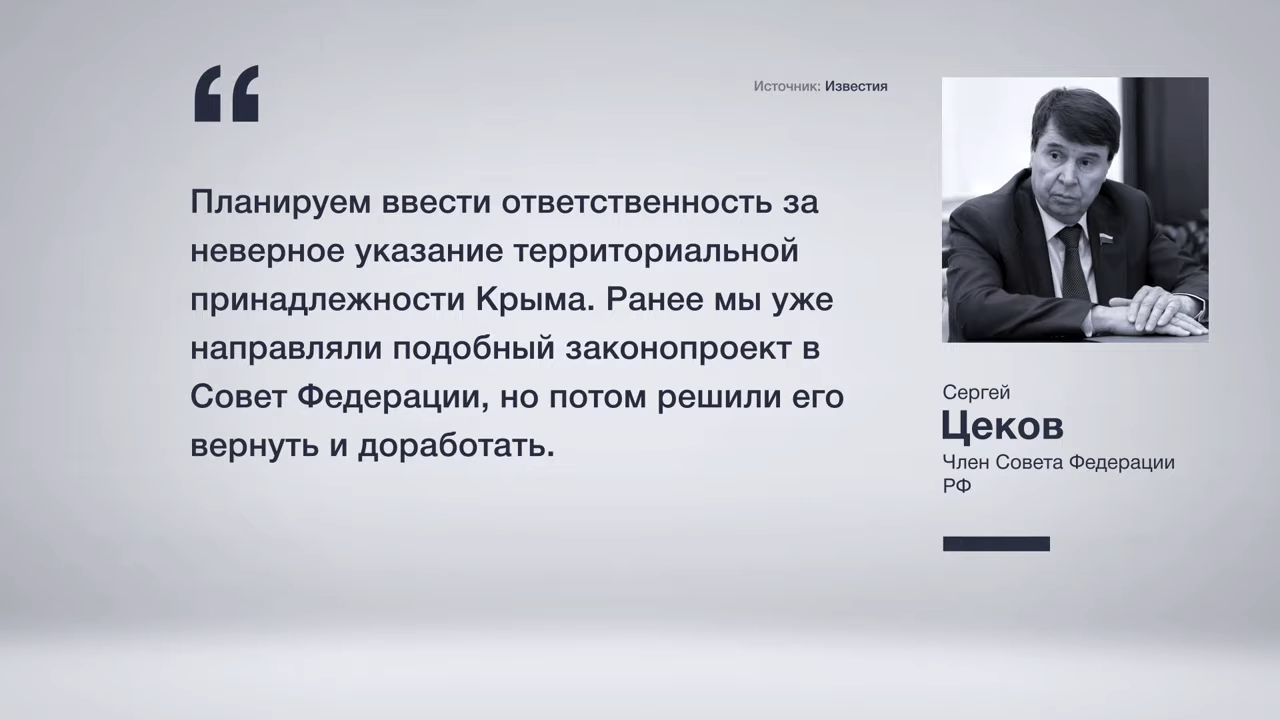 Источник: Известия
Планируем ввести ответственность за
неверное указание территориальной
принадлежности Крыма. Ранее мы уже
направляли подобный законопроект в
Совет Федерации, но потом решили его
вернуть и доработать.
Сергей
Цеков
Член Совета Федерации
РФ